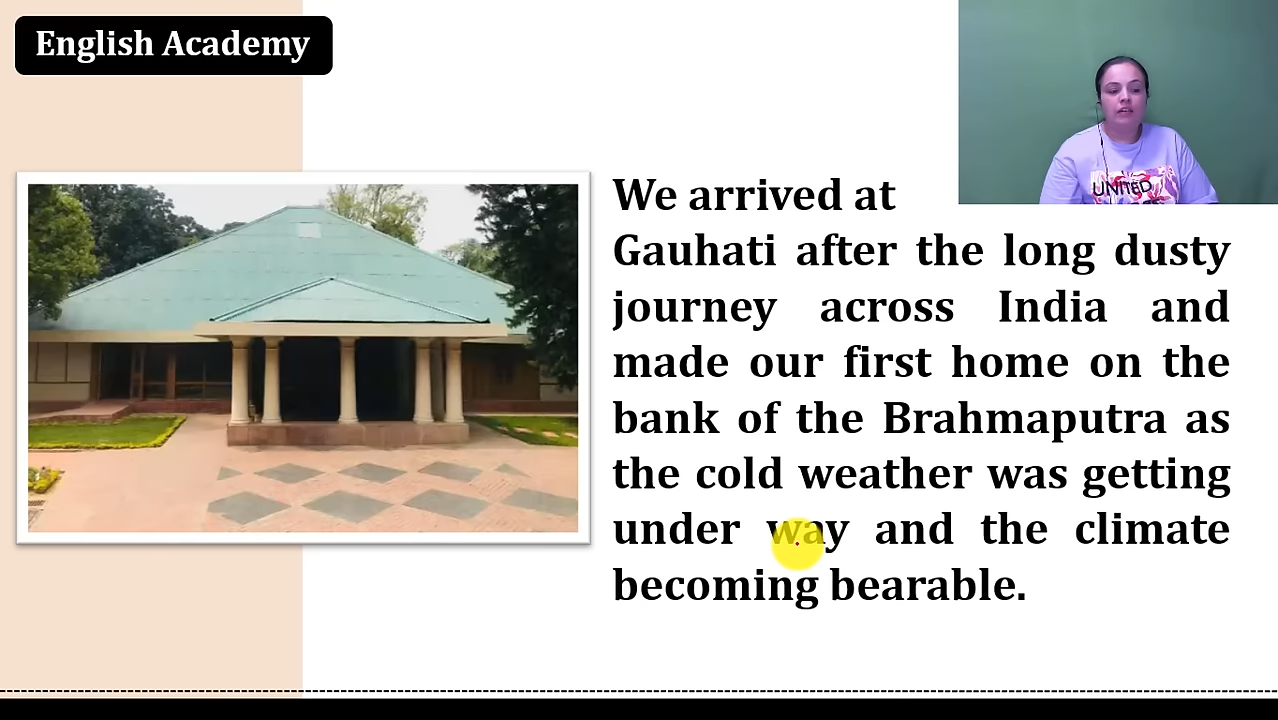 English Academy
UNITED
We arrived at
Gauhati after the long dusty
journey across India and
made our first home on the
bank of the Brahmaputra as
the cold weather was getting
under way and the climate
becoming bearable.